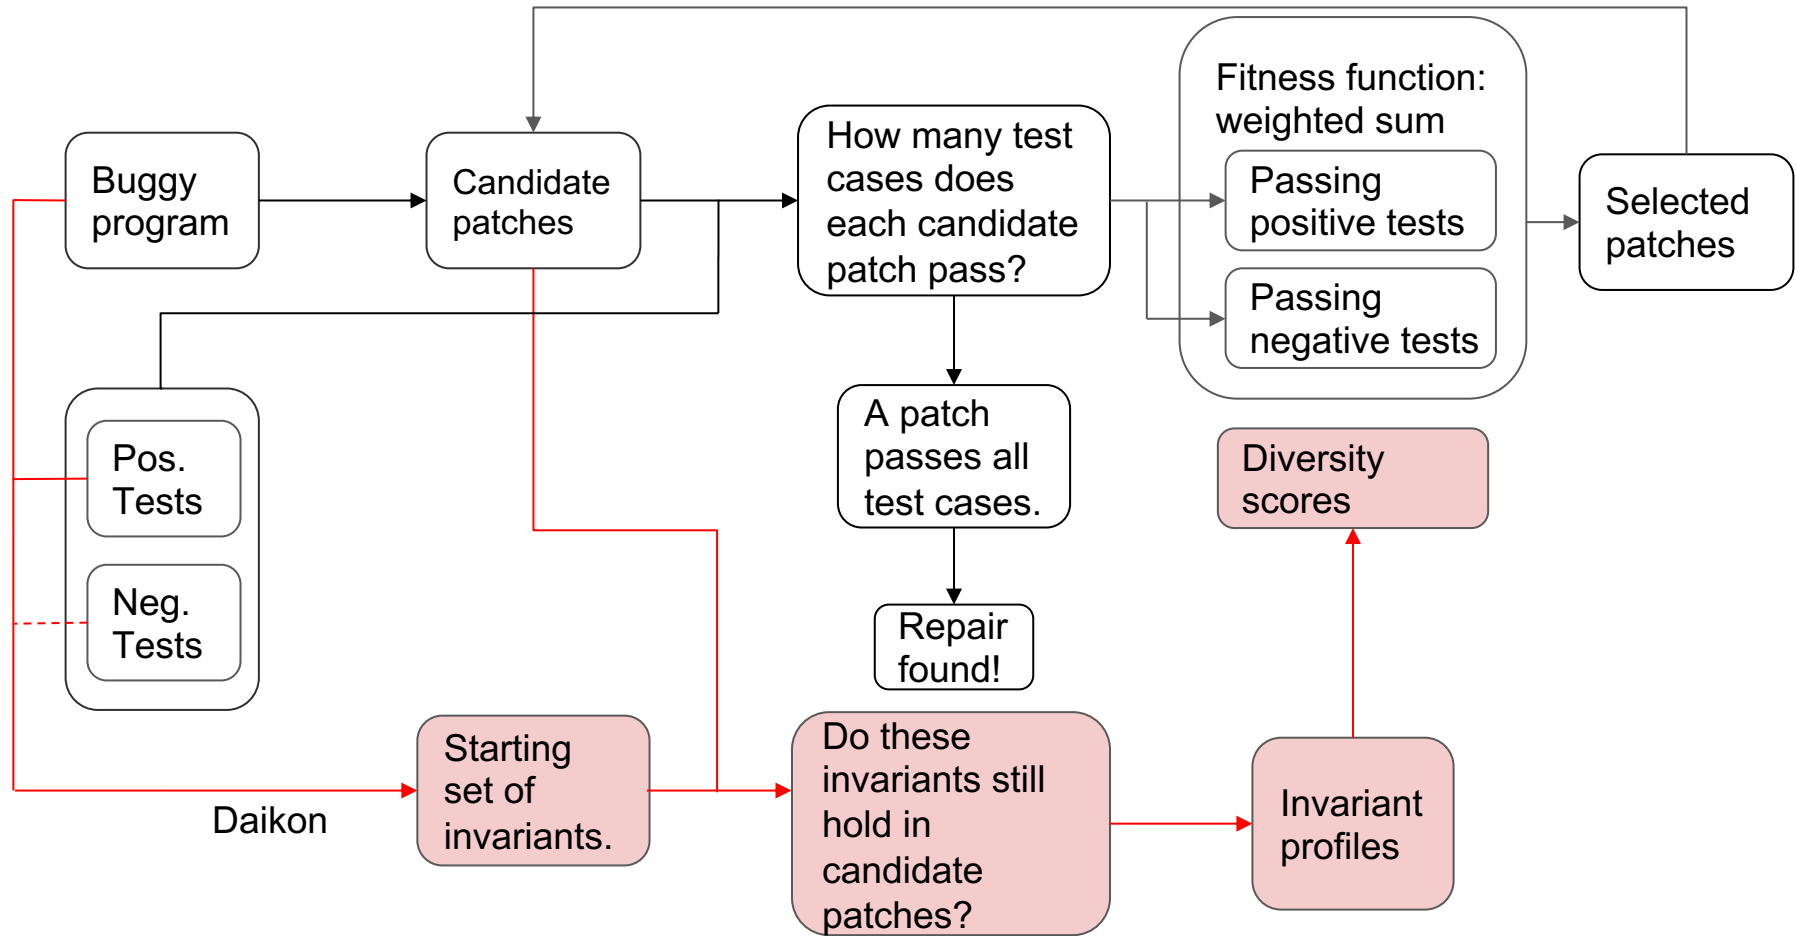 Buggy
program
Candidate
patches
How many test
cases does
each candidate
patch pass?
Fitness function:
weighted sum
Passing
positive tests
Passing
negative tests
Selected
patches
Pos.
Tests
Neg.
Tests
A patch
passes all
test cases.
Repair
found!
Diversity
scores
Daikon
Starting
set of
invariants.
Do these
invariants still
hold in
candidate
patches?
Invariant
profiles